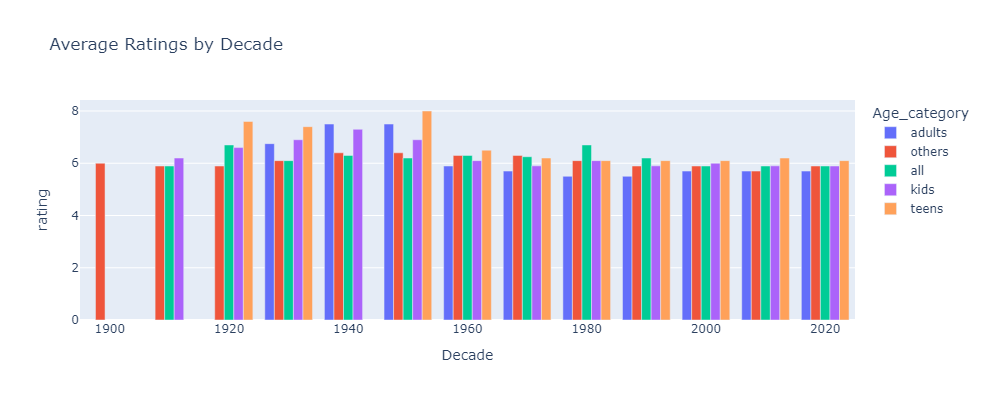 Average Ratings by Decade
Age_category
adults
others
all
kids
teens
8
6
4
2
0
rating
1900
1920
1940
1960
1980
2000
2020
Decade